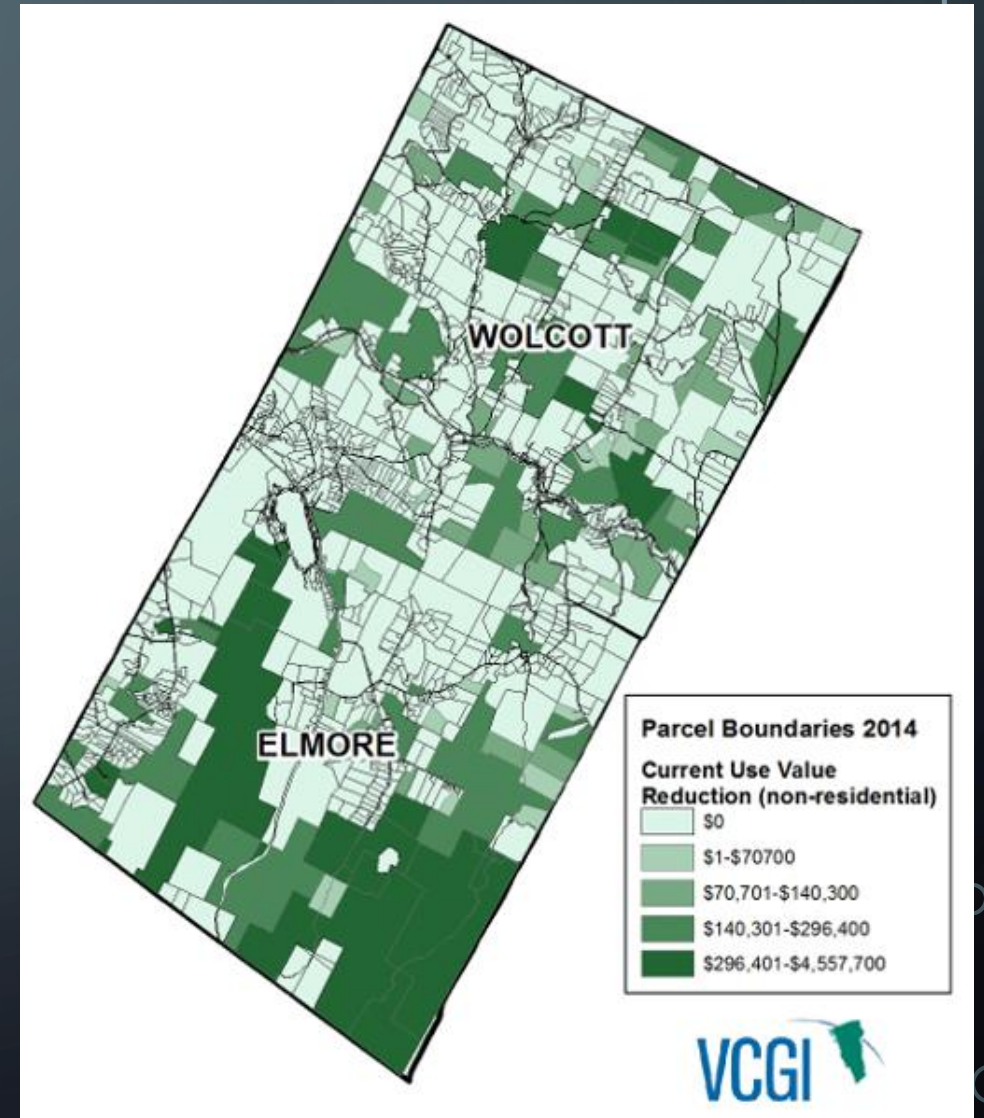 WOLCOTT
ELMORE
Parcel Boundaries 2014
Current Use Value
Reduction (non-residential)
$0
$1-$70700
$70,701-$140,300
$140,301-$296,400
$296,401-$4,557,700
VCGI